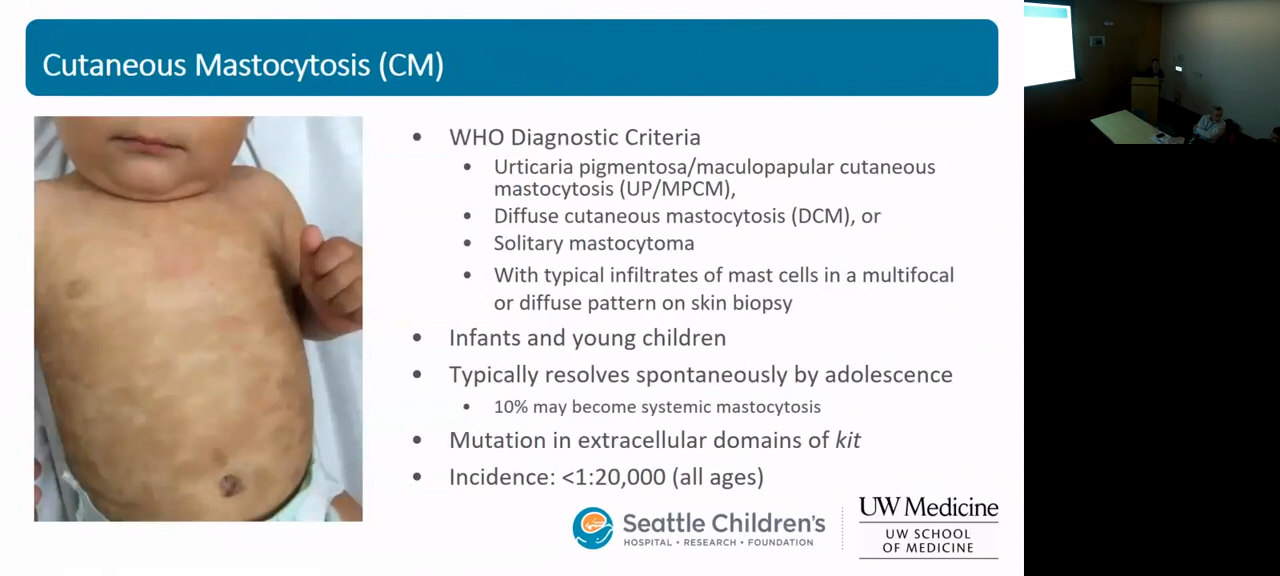 Cutaneous Mastocytosis (CM)
• WHO Diagnostic Criteria
• Urticaria pigmentosa/maculopapular cutaneous
mastocytosis (UP/MPCM),
• Diffuse cutaneous mastocytosis (DCM), or
• Solitary mastocytoma
• With typical infiltrates of mast cells in a multifocal
or diffuse pattern on skin biopsy
• Infants and young children
• Typically resolves spontaneously by adolescence
• 10% may become systemic mastocytosis
• Mutation in extracellular domains of kit
• Incidence: <1:20,000 (all ages)
Seattle Children's
HOSPITAL • RESEARCH • FOUNDATION
UW Medicine
UW SCHOOL
OF MEDICINE